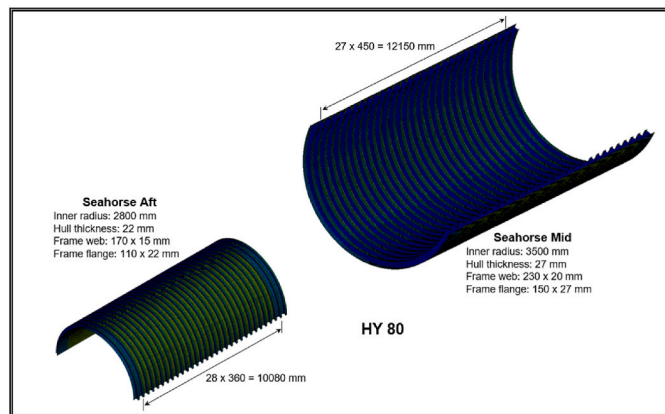 27 x 450 = 12150 mm
Seahorse Aft
Inner radius: 2800 mm
Hull thickness: 22 mm
Frame web: 170 x 15 mm
Frame flange: 110 x 22 mm
Seahorse Mid
Inner radius: 3500 mm
Hull thickness: 27 mm
Frame web: 230 x 20 mm
Frame flange: 150 x 27 mm
HY 80
28 x 360 = 10080 mm